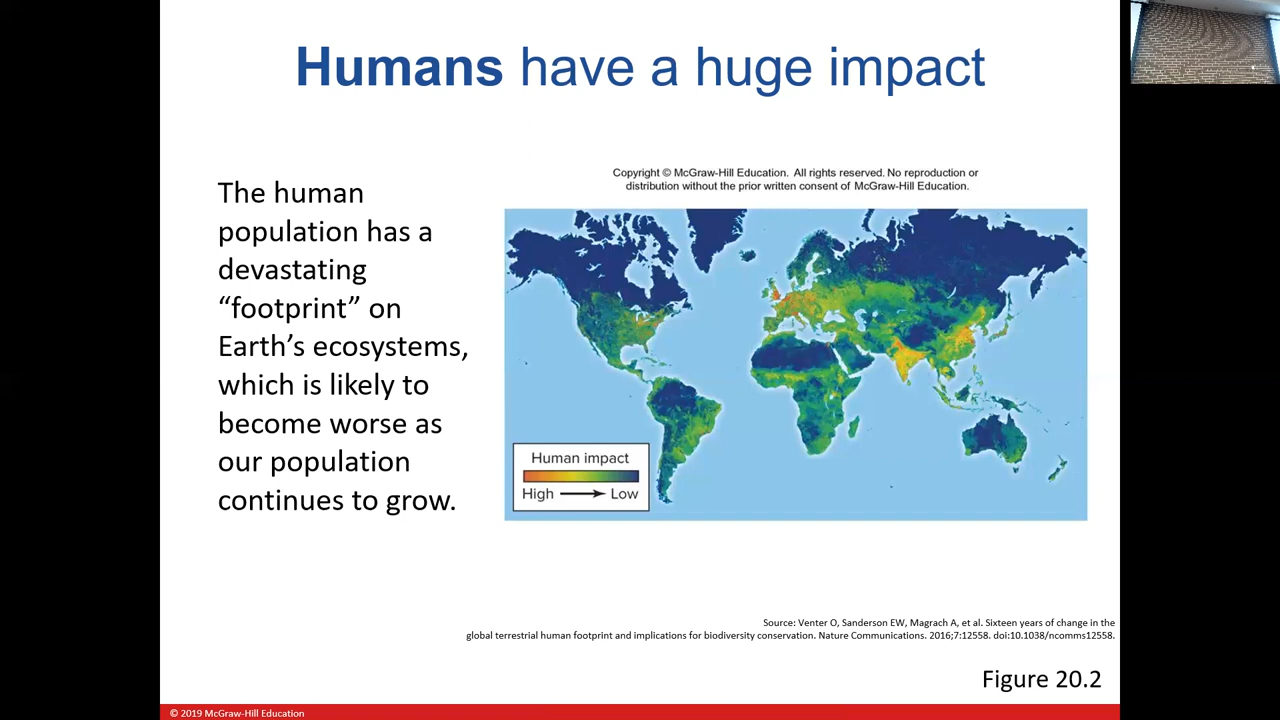 Humans have a huge impact
The human
population has a
devastating
“footprint” on
Earth’s ecosystems,
which is likely to
become worse as
our population
continues to grow.
Copyright © McGraw-Hill Education. All rights reserved. No reproduction or
distribution without the prior written consent of McGraw-Hill Education.
Human impact
High
Low
Source: Venter O, Sanderson EW, Magrach A, et al. Sixteen years of change in the
global terrestrial human footprint and implications for biodiversity conservation. Nature Communications. 2016;7:12558. doi:10.1038/ncomms12558.
Figure 20.2
© 2019 McGraw-Hill Education